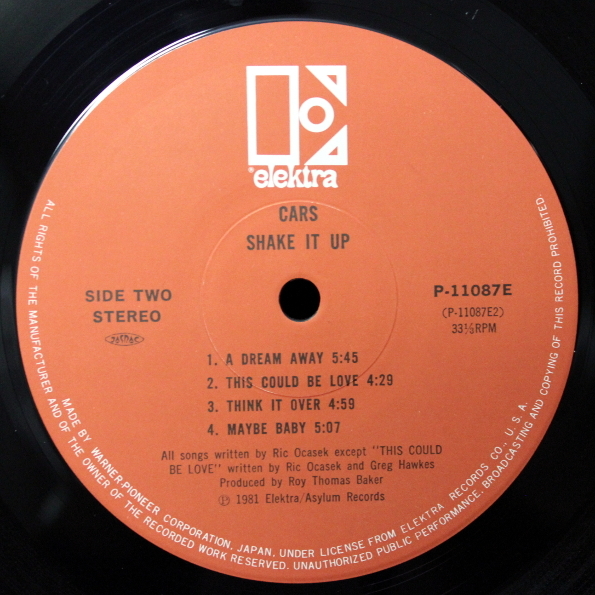 elektra
CARS
SHAKE IT UP
SIDE TWO
STEREO
P-11087E
(P-11087E2)
33⅓RPM
1. A DREAM AWAY 5:45
2. THIS COULD BE LOVE 4:29
3. THINK IT OVER 4:59
4. MAYBE BABY 5:07
All songs written by Ric Ocasek except "THIS COULD
BE LOVE" written by Ric Ocasek and Greg Hawkes
Produced by Roy Thomas Baker
Ⓟ 1981 Elektra/Asylum Records
ALL RIGHTS OF THE MANUFACTURER AND OF THE OWNER OF THE RECORDED WORK RESERVED. UNAUTHORIZED PUBLIC PERFORMANCE, BROADCASTING AND COPYING OF THIS RECORD PROHIBITED.
MADE BY WARNER-PIONEER CORPORATION, JAPAN, UNDER LICENSE FROM ELEKTRA RECORDS CO., U.S.A.